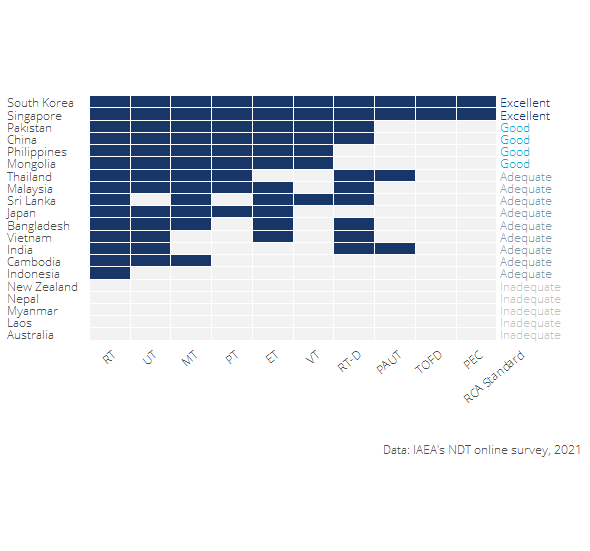 South Korea Excellent
Singapore Excellent
Pakistan Good
China Good
Philippines Good
Mongolia Good
Thailand Adequate
Malaysia Adequate
Sri Lanka Adequate
Japan Adequate
Bangladesh Adequate
Vietnam Adequate
India Adequate
Cambodia Adequate
Indonesia Adequate
New Zealand Inadequate
Nepal Inadequate
Myanmar Inadequate
Laos Inadequate
Australia Inadequate
RT UT MT PT ET VT RT-D PAUT TOFD PEC RCA Standard
Data: IAEA's NDT online survey, 2021